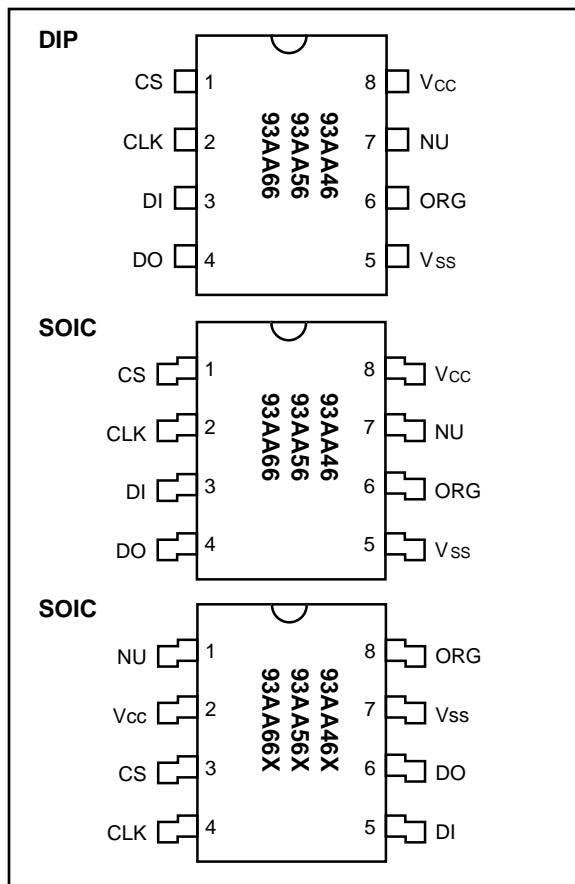 DIP
CS 1 8 VCC
CLK 2 7 NU
DI 3 6 ORG
DO 4 5 VSS
93AA46
93AA56
93AA66
SOIC
CS 1 8 VCC
CLK 2 7 NU
DI 3 6 ORG
DO 4 5 VSS
93AA46
93AA56
93AA66
SOIC
NU 1 8 ORG
Vcc 2 7 Vss
CS 3 6 DO
CLK 4 5 DI
93AA46X
93AA56X
93AA66X